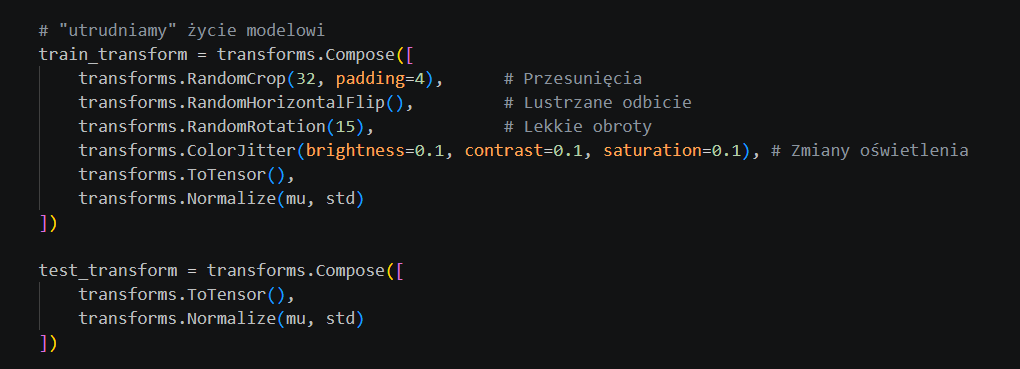 # "utrudniamy" życie modelowi
train_transform = transforms.Compose([
    transforms.RandomCrop(32, padding=4),      # Przesunięcia
    transforms.RandomHorizontalFlip(),         # Lustrzane odbicie
    transforms.RandomRotation(15),             # Lekkie obroty
    transforms.ColorJitter(brightness=0.1, contrast=0.1, saturation=0.1), # Zmiany oświetlenia
    transforms.ToTensor(),
    transforms.Normalize(mu, std)
])

test_transform = transforms.Compose([
    transforms.ToTensor(),
    transforms.Normalize(mu, std)
])